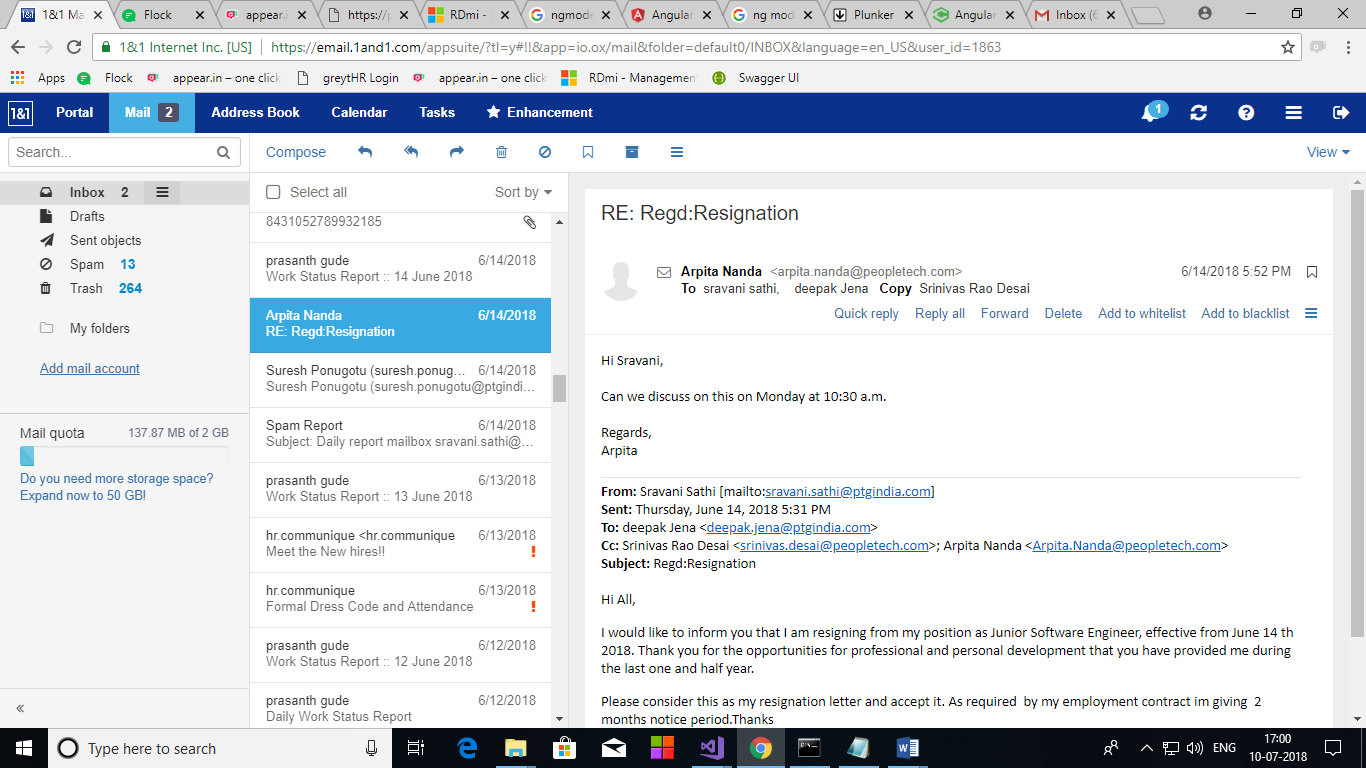 1&1 Ma
Flock
appear.i
https://p
RDmi -
ngmode
Angular
ng mod
Plunker
Angular
Inbox (6
1&1 Internet Inc. [US] | https://email.1and1.com/appsuite/?tl=y#!!&app=io.ox/mail&folder=default0/INBOX&language=en_US&user_id=1863
Apps Flock appear.in – one click greytHR Login appear.in – one click RDmi - Management Swagger UI
1&1 Portal Mail 2 Address Book Calendar Tasks Enhancement 1
Search...
Compose
View
Inbox 2
Drafts
Sent objects
Spam 13
Trash 264
My folders
Add mail account
Mail quota 137.87 MB of 2 GB
Do you need more storage space?
Expand now to 50 GB!
«
Select all Sort by
8431052789932185
prasanth gude 6/14/2018
Work Status Report :: 14 June 2018
Arpita Nanda 6/14/2018
RE: Regd:Resignation
Suresh Ponugotu (suresh.ponug... 6/14/2018
Suresh Ponugotu (suresh.ponugotu@ptgindi...
Spam Report 6/14/2018
Subject: Daily report mailbox sravani.sathi@...
prasanth gude 6/13/2018
Work Status Report :: 13 June 2018
hr.communique <hr.communique 6/13/2018
Meet the New hires!! !
hr.communique 6/13/2018
Formal Dress Code and Attendance !
prasanth gude 6/12/2018
Work Status Report :: 12 June 2018
prasanth gude 6/12/2018
Daily Work Status Report
RE: Regd:Resignation
Arpita Nanda <arpita.nanda@peopletech.com> 6/14/2018 5:52 PM
To sravani sathi, deepak Jena Copy Srinivas Rao Desai
Quick reply Reply all Forward Delete Add to whitelist Add to blacklist
Hi Sravani,
Can we discuss on this on Monday at 10:30 a.m.
Regards,
Arpita
From: Sravani Sathi [mailto:sravani.sathi@ptgindia.com]
Sent: Thursday, June 14, 2018 5:31 PM
To: deepak Jena <deepak.jena@ptgindia.com>
Cc: Srinivas Rao Desai <srinivas.desai@peopletech.com>; Arpita Nanda <Arpita.Nanda@peopletech.com>
Subject: Regd:Resignation
Hi All,
I would like to inform you that I am resigning from my position as Junior Software Engineer, effective from June 14 th
2018. Thank you for the opportunities for professional and personal development that you have provided me during
the last one and half year.
Please consider this as my resignation letter and accept it. As required  by my employment contract im giving  2
months notice period.Thanks
Type here to search
ENG
17:00
10-07-2018